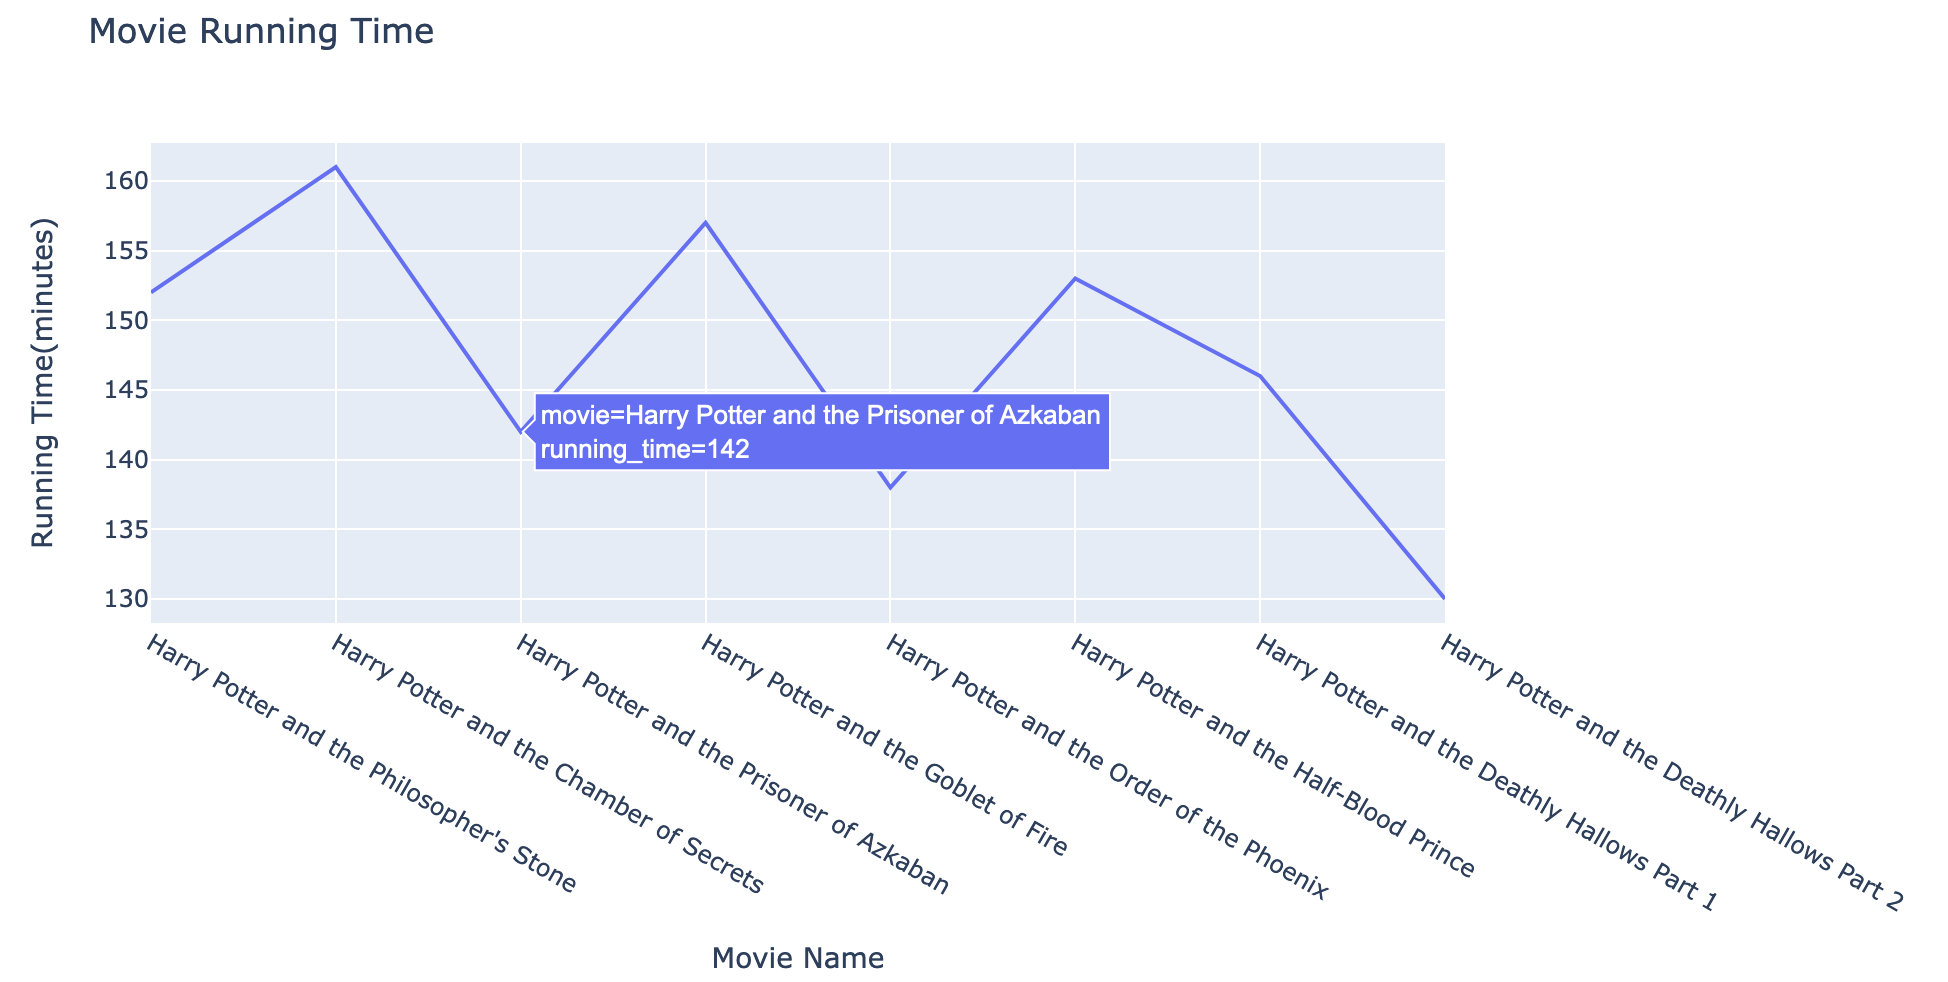 Movie Running Time
Running Time(minutes)
160
155
150
145
140
135
130
movie=Harry Potter and the Prisoner of Azkaban
running_time=142
Harry Potter and the Philosopher's Stone
Harry Potter and the Chamber of Secrets
Harry Potter and the Prisoner of Azkaban
Harry Potter and the Goblet of Fire
Harry Potter and the Order of the Phoenix
Harry Potter and the Half-Blood Prince
Harry Potter and the Deathly Hallows Part 1
Harry Potter and the Deathly Hallows Part 2
Movie Name